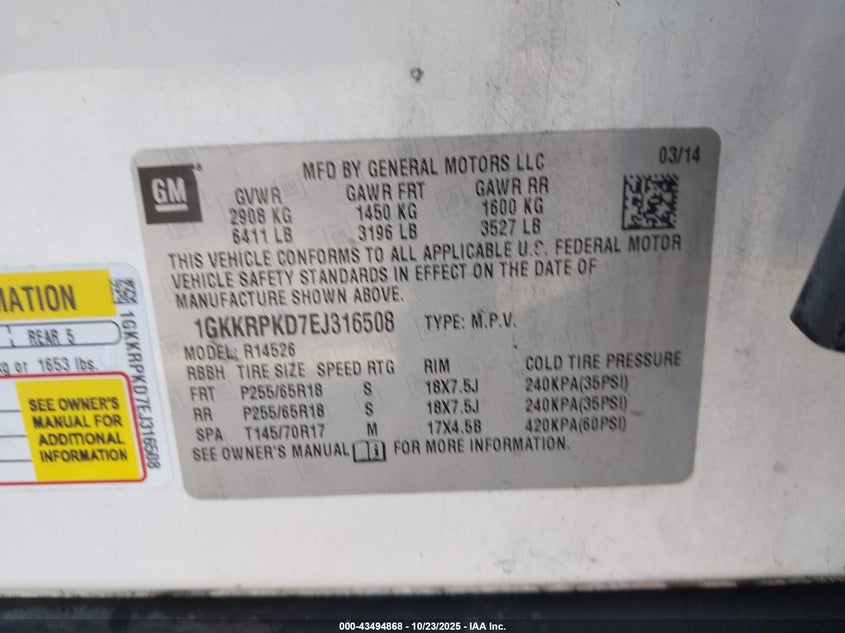 MFD BY GENERAL MOTORS LLC
03/14
GM
GVWR GAWR FRT GAWR RR
2908 KG 1450 KG 1600 KG
6411 LB 3196 LB 3527 LB
THIS VEHICLE CONFORMS TO ALL APPLICABLE U.S. FEDERAL MOTOR
VEHICLE SAFETY STANDARDS IN EFFECT ON THE DATE OF
MANUFACTURE SHOWN ABOVE.
1GKKRPKD7EJ316508 TYPE: M.P.V.
MODEL: R14526
RBBH TIRE SIZE SPEED RTG RIM COLD TIRE PRESSURE
FRT P255/65R18 S 18X7.5J 240KPA(35PSI)
RR P255/65R18 S 18X7.5J 240KPA(35PSI)
SPA T145/70R17 M 17X4.5B 420KPA(60PSI)
SEE OWNER'S MANUAL FOR MORE INFORMATION.
MATION
REAR 5
kg or 1653 lbs.
SEE OWNER'S
MANUAL FOR
ADDITIONAL
INFORMATION
1GKKRPKD7EJ316508
000-43494868 - 10/23/2025 - IAA Inc.